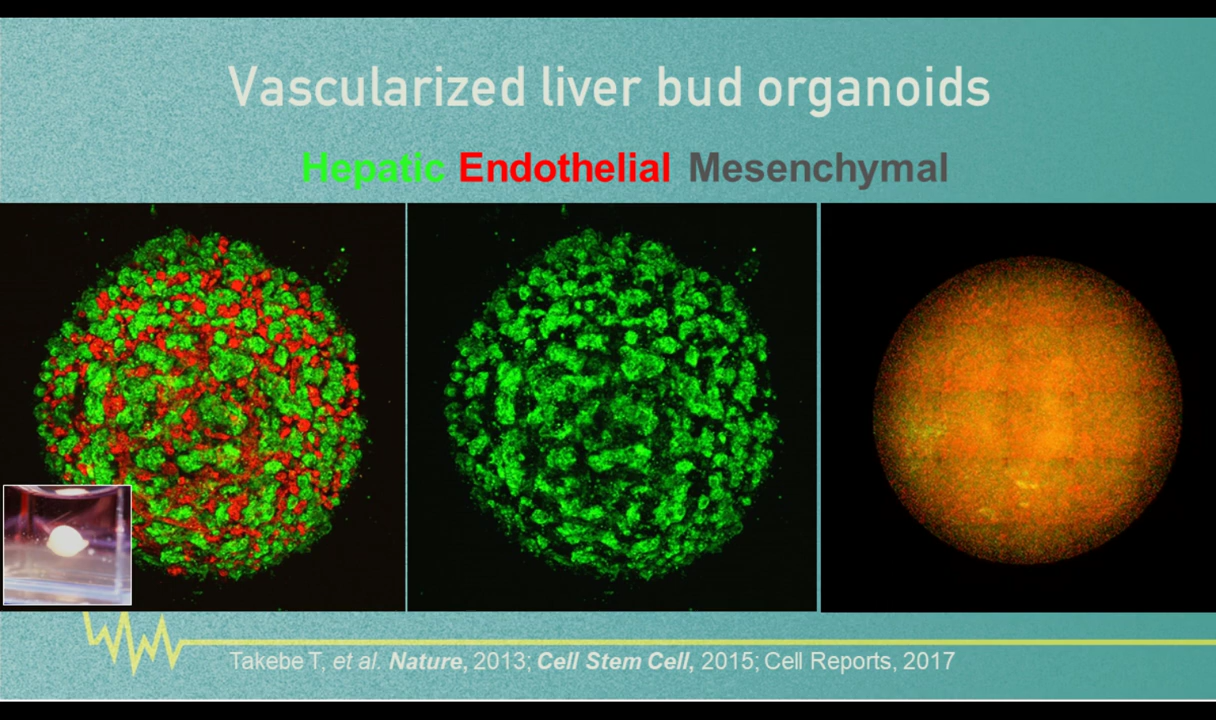 Vascularized liver bud organoids
Hepatic Endothelial Mesenchymal
Takebe T, et al. Nature, 2013; Cell Stem Cell, 2015; Cell Reports, 2017